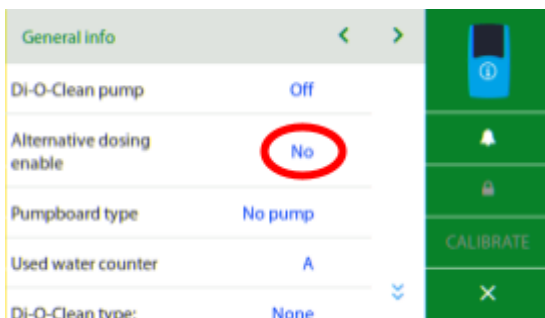 General info
Di-O-Clean pump Off
Alternative dosing
enable No
Pumpboard type No pump
Used water counter A
CALIBRATE
Di-O-Clean type: None